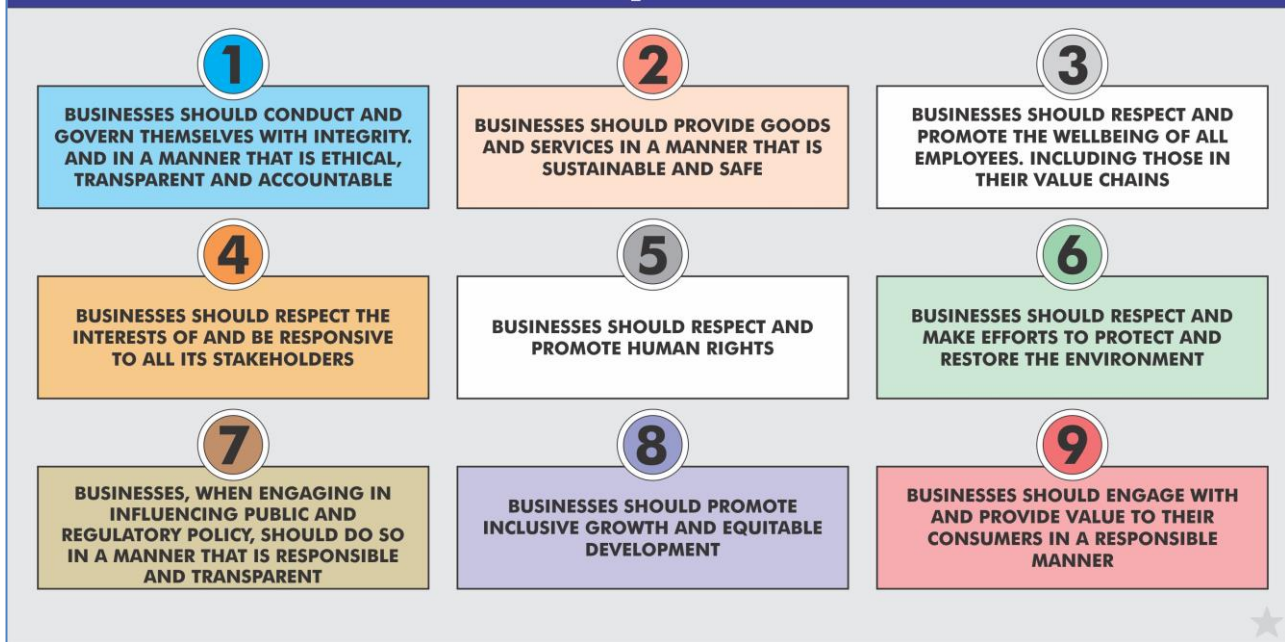 1
BUSINESSES SHOULD CONDUCT AND
GOVERN THEMSELVES WITH INTEGRITY.
AND IN A MANNER THAT IS ETHICAL,
TRANSPARENT AND ACCOUNTABLE
2
BUSINESSES SHOULD PROVIDE GOODS
AND SERVICES IN A MANNER THAT IS
SUSTAINABLE AND SAFE
3
BUSINESSES SHOULD RESPECT AND
PROMOTE THE WELLBEING OF ALL
EMPLOYEES. INCLUDING THOSE IN
THEIR VALUE CHAINS
4
BUSINESSES SHOULD RESPECT THE
INTERESTS OF AND BE RESPONSIVE
TO ALL ITS STAKEHOLDERS
5
BUSINESSES SHOULD RESPECT AND
PROMOTE HUMAN RIGHTS
6
BUSINESSES SHOULD RESPECT AND
MAKE EFFORTS TO PROTECT AND
RESTORE THE ENVIRONMENT
7
BUSINESSES, WHEN ENGAGING IN
INFLUENCING PUBLIC AND
REGULATORY POLICY, SHOULD DO SO
IN A MANNER THAT IS RESPONSIBLE
AND TRANSPARENT
8
BUSINESSES SHOULD PROMOTE
INCLUSIVE GROWTH AND EQUITABLE
DEVELOPMENT
9
BUSINESSES SHOULD ENGAGE WITH
AND PROVIDE VALUE TO THEIR
CONSUMERS IN A RESPONSIBLE
MANNER